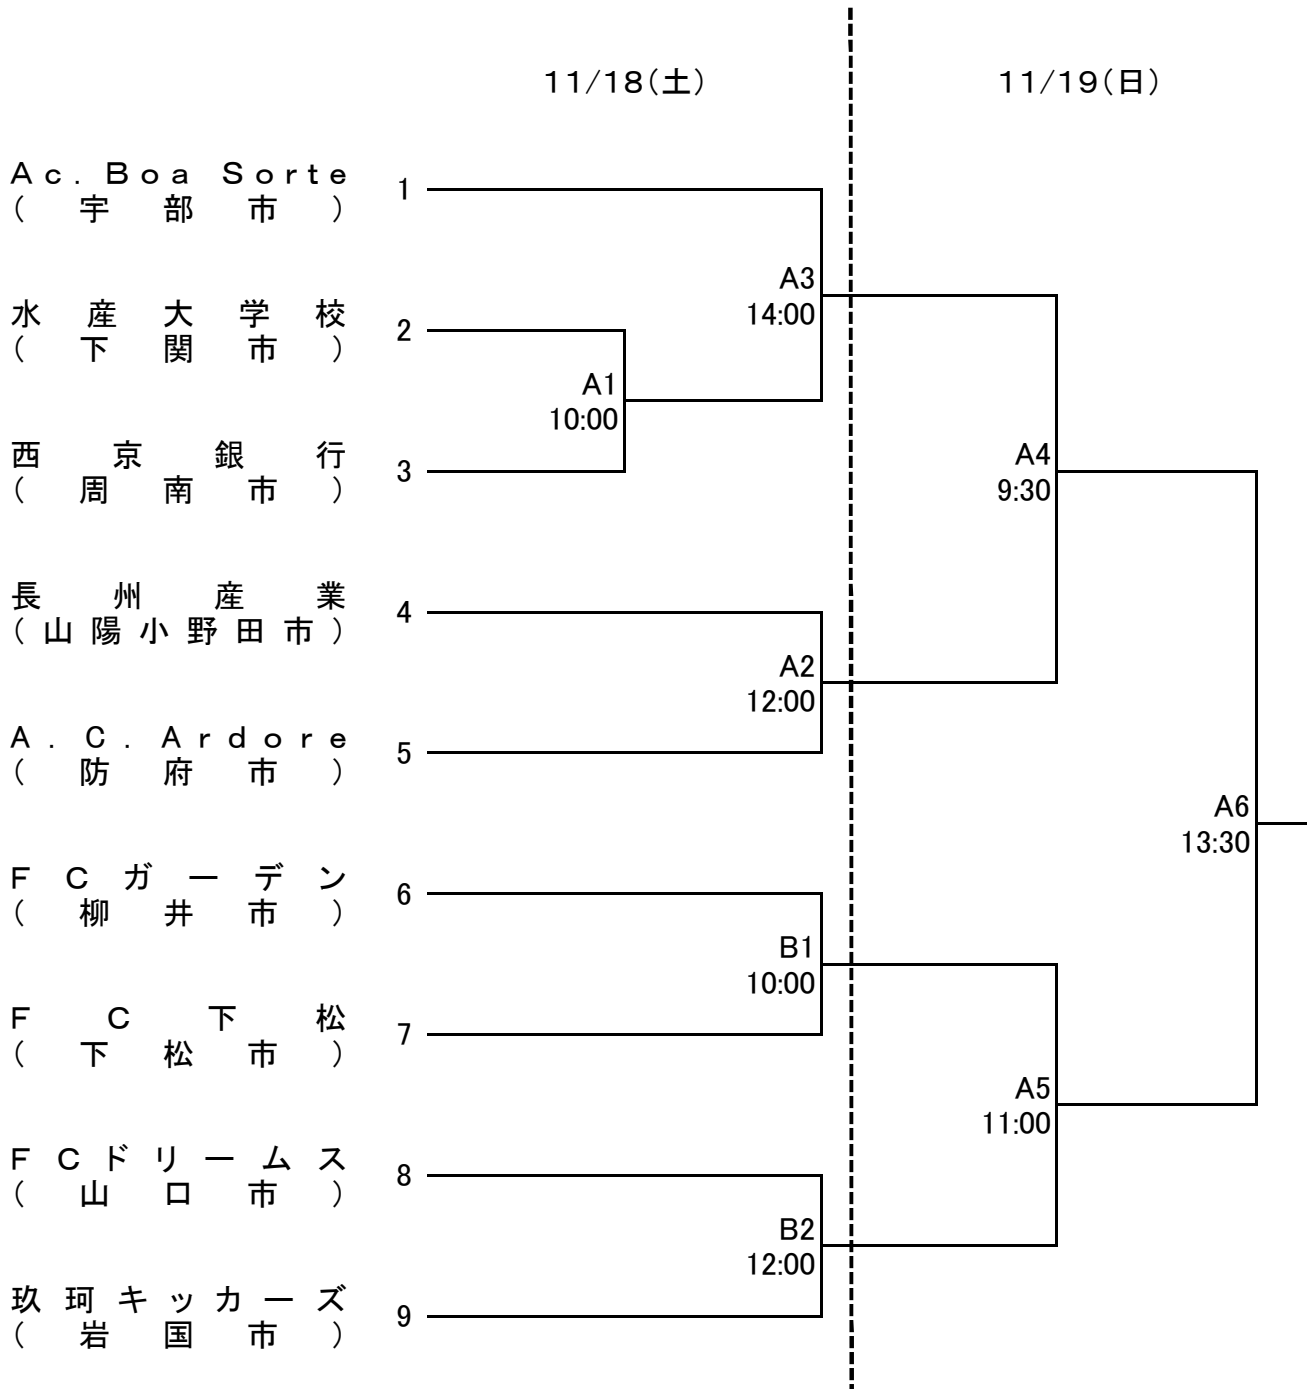 11/18(土)
11/19(日)
Ac. Boa Sorte
(宇部市)
1
A3
14:00
水産大学校
(下関市)
2
A1
10:00
西京銀行
(周南市)
3
A4
9:30
長州産業
(山陽小野田市)
4
A2
12:00
A.C.Ardore
(防府市)
5
A6
13:30
FCガーデン
(柳井市)
6
B1
10:00
FC下松
(下松市)
7
A5
11:00
FCドリームス
(山口市)
8
B2
12:00
玖珂キッカーズ
(岩国市)
9